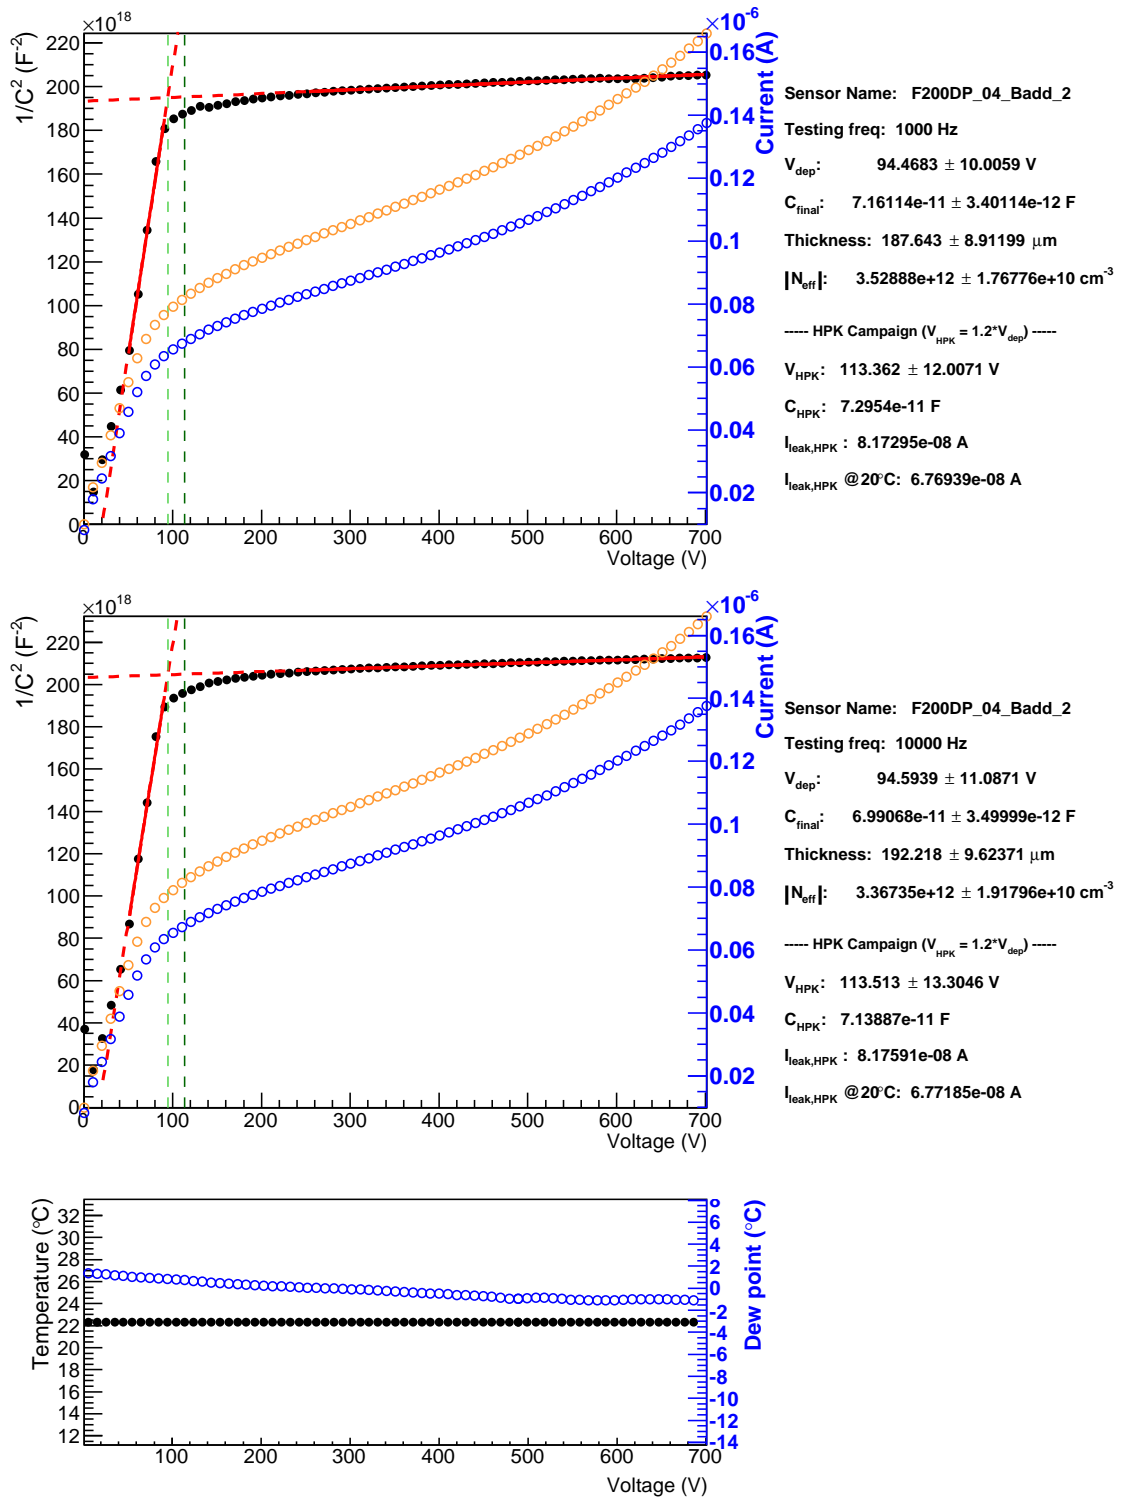 ×10^18
×10^-6
1/C^2 (F^-2)
Current (A)
220
200
180
160
140
120
100
80
60
40
20
0
0.16
0.14
0.12
0.1
0.08
0.06
0.04
0.02
0 100 200 300 400 500 600 700
Voltage (V)
Sensor Name: F200DP_04_Badd_2
Testing freq: 1000 Hz
V_dep: 94.4683 ± 10.0059 V
C_final: 7.16114e-11 ± 3.40114e-12 F
Thickness: 187.643 ± 8.91199 μm
|N_eff|: 3.52888e+12 ± 1.76776e+10 cm^-3
----- HPK Campaign (V_HPK = 1.2*V_dep) -----
V_HPK: 113.362 ± 12.0071 V
C_HPK: 7.2954e-11 F
I_leak,HPK : 8.17295e-08 A
I_leak,HPK @20°C: 6.76939e-08 A
×10^18
×10^-6
1/C^2 (F^-2)
Current (A)
220
200
180
160
140
120
100
80
60
40
20
0
0.16
0.14
0.12
0.1
0.08
0.06
0.04
0.02
0 100 200 300 400 500 600 700
Voltage (V)
Sensor Name: F200DP_04_Badd_2
Testing freq: 10000 Hz
V_dep: 94.5939 ± 11.0871 V
C_final: 6.99068e-11 ± 3.49999e-12 F
Thickness: 192.218 ± 9.62371 μm
|N_eff|: 3.36735e+12 ± 1.91796e+10 cm^-3
----- HPK Campaign (V_HPK = 1.2*V_dep) -----
V_HPK: 113.513 ± 13.3046 V
C_HPK: 7.13887e-11 F
I_leak,HPK : 8.17591e-08 A
I_leak,HPK @20°C: 6.77185e-08 A
Temperature (°C)
Dew point (°C)
32
30
28
26
24
22
20
18
16
14
12
8
6
4
2
0
-2
-4
-6
-8
-10
-12
-14
100 200 300 400 500 600 700
Voltage (V)